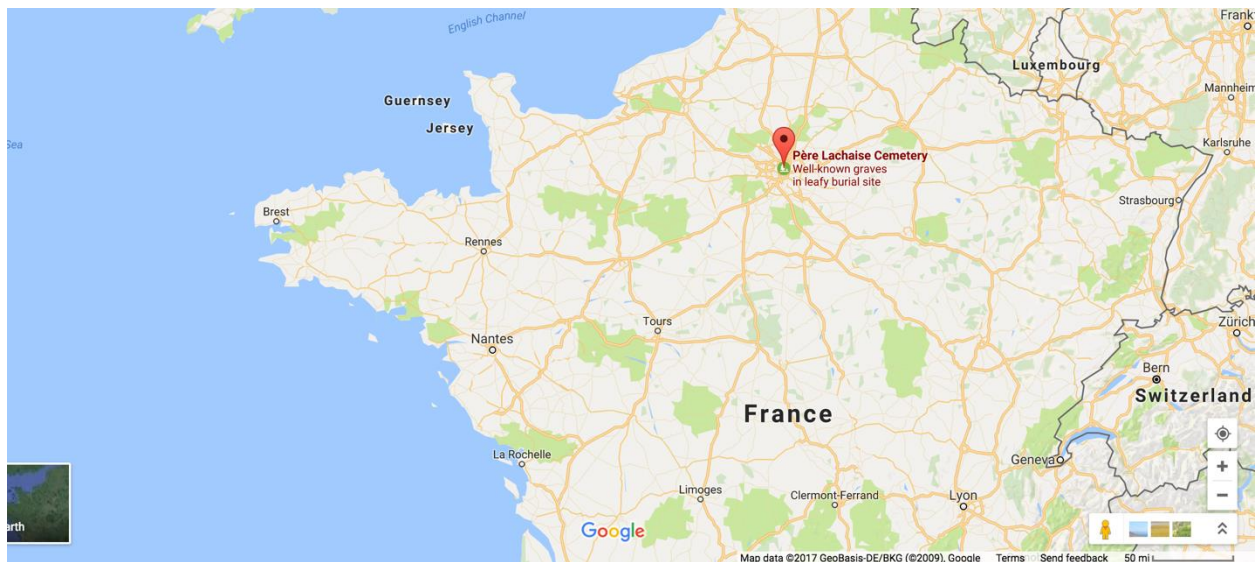 English Channel
Frankf
Luxembourg
Guernsey
Mannheim
Jersey
Sea
Karlsruhe
Père Lachaise Cemetery
Well-known graves
in leafy burial site
Strasbourg
Brest
Rennes
Tours
Zürich
Nantes
Bern
Switzerland
France
La Rochelle
Geneva
Limoges
Clermont-Ferrand
Lyon
arth
Google
Map data ©2017 GeoBasis-DE/BKG (©2009), Google Terms Send feedback 50 mi